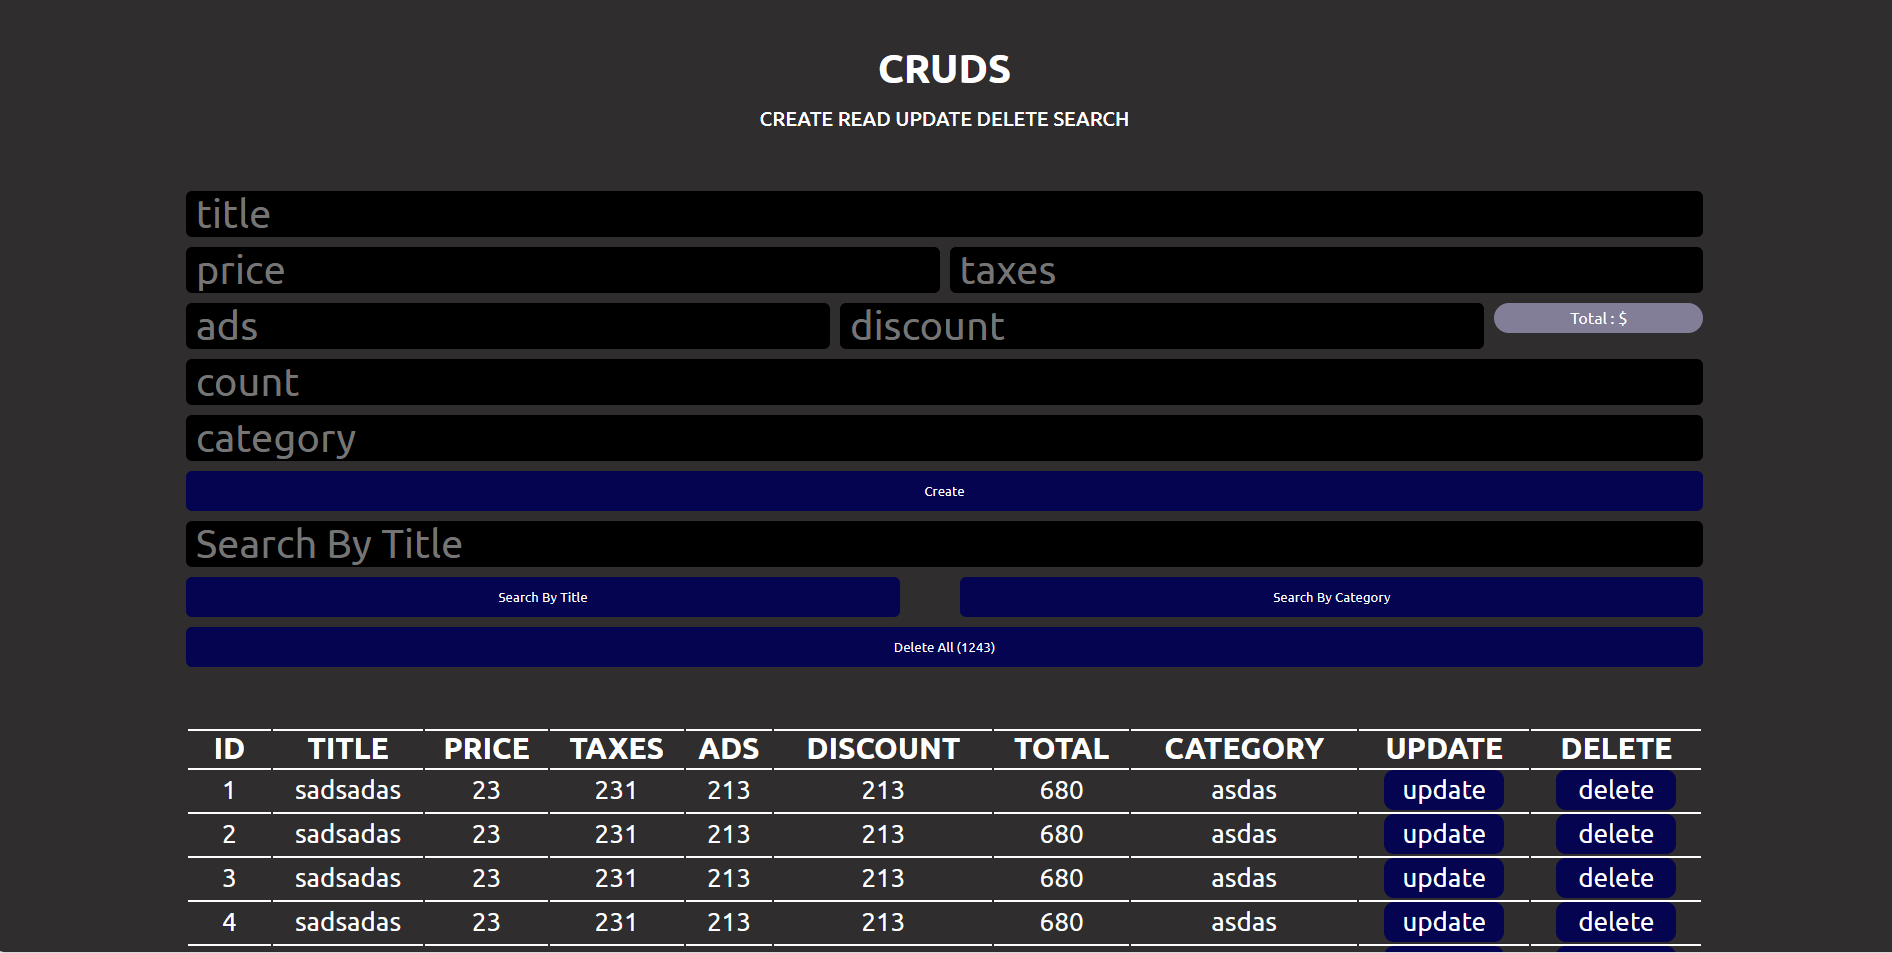 CRUDS
CREATE READ UPDATE DELETE SEARCH
title
price taxes
ads discount Total : $
count
category
Create
Search By Title
Search By Title Search By Category
Delete All (1243)
ID TITLE PRICE TAXES ADS DISCOUNT TOTAL CATEGORY UPDATE DELETE
1 sadsadas 23 231 213 213 680 asdas update delete
2 sadsadas 23 231 213 213 680 asdas update delete
3 sadsadas 23 231 213 213 680 asdas update delete
4 sadsadas 23 231 213 213 680 asdas update delete